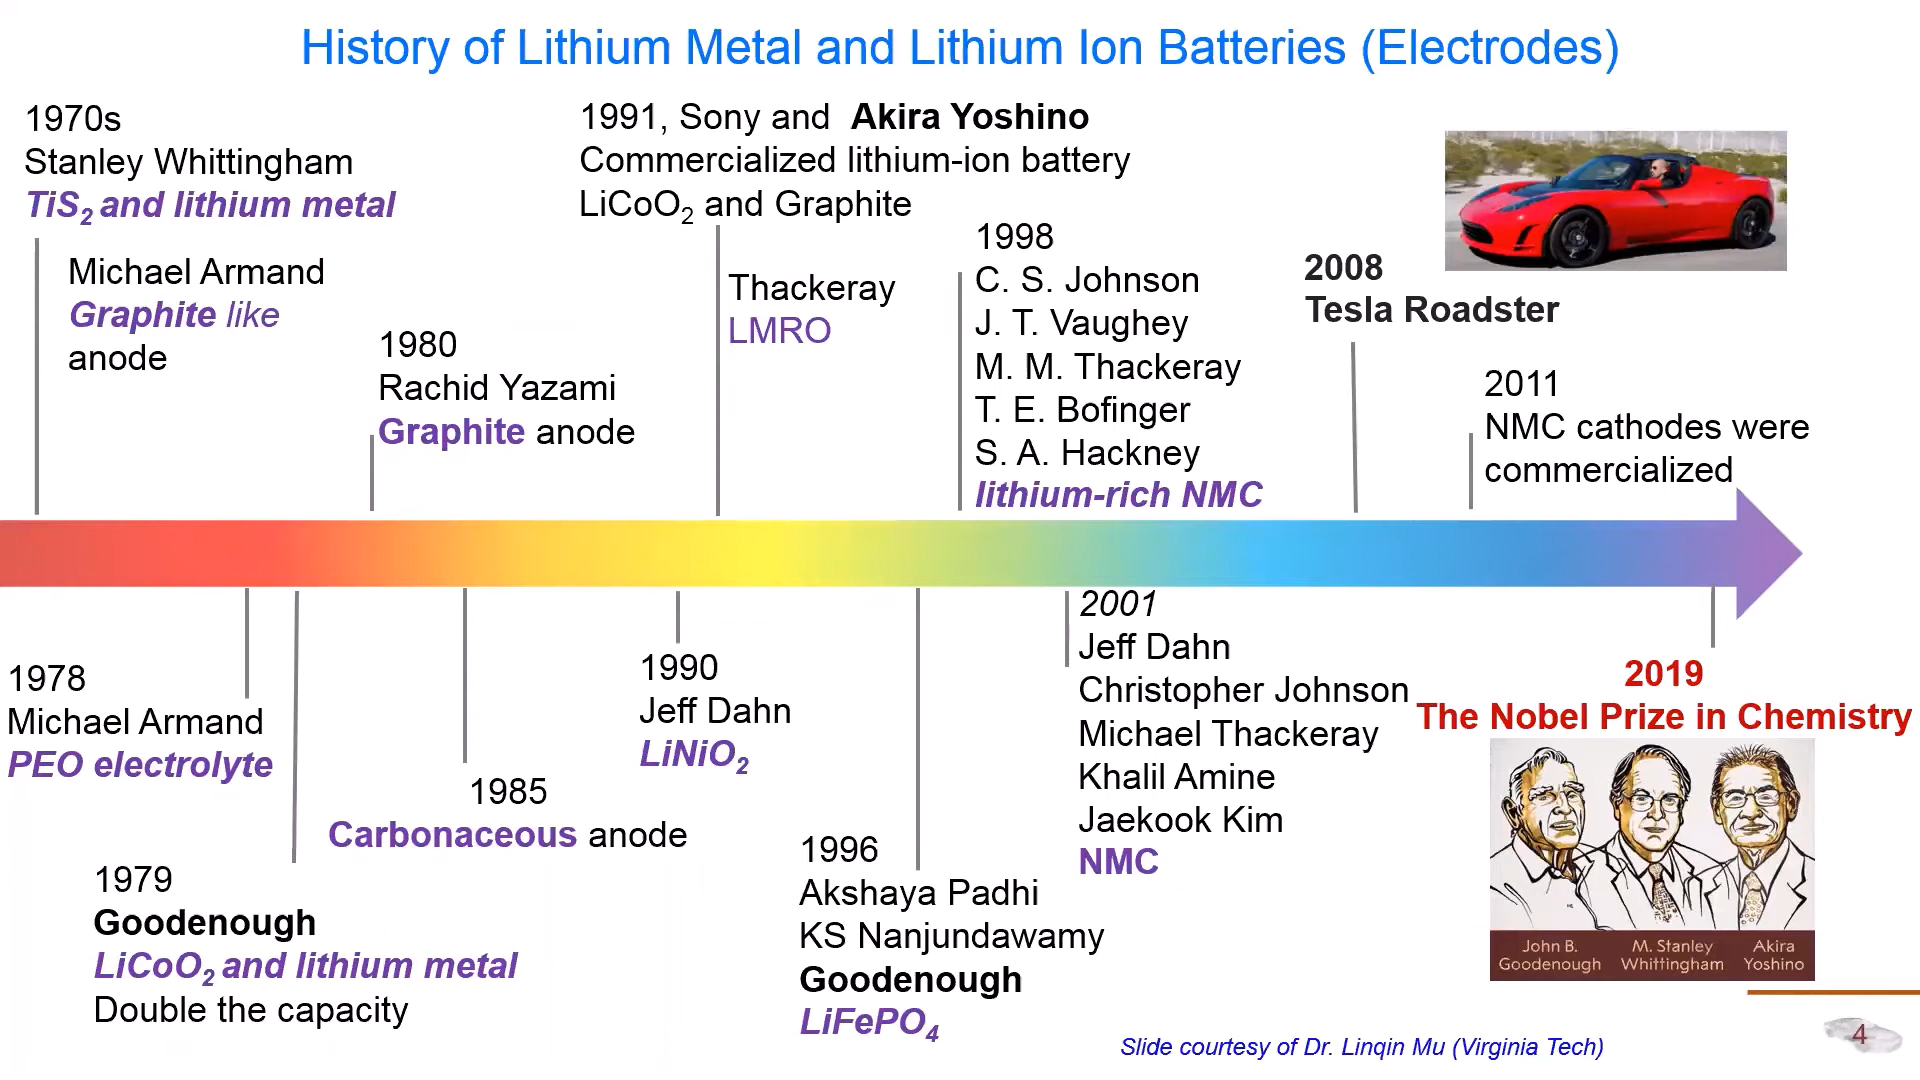 History of Lithium Metal and Lithium Ion Batteries (Electrodes)
1970s
Stanley Whittingham
TiS2 and lithium metal
Michael Armand
Graphite like
anode
1980
Rachid Yazami
Graphite anode
1991, Sony and Akira Yoshino
Commercialized lithium-ion battery
LiCoO2 and Graphite
Thackeray
LMRO
1998
C. S. Johnson
J. T. Vaughey
M. M. Thackeray
T. E. Bofinger
S. A. Hackney
lithium-rich NMC
2008
Tesla Roadster
2011
NMC cathodes were
commercialized
1978
Michael Armand
PEO electrolyte
1979
Goodenough
LiCoO2 and lithium metal
Double the capacity
1985
Carbonaceous anode
1990
Jeff Dahn
LiNiO2
1996
Akshaya Padhi
KS Nanjundawamy
Goodenough
LiFePO4
2001
Jeff Dahn
Christopher Johnson
Michael Thackeray
Khalil Amine
Jaekook Kim
NMC
2019
The Nobel Prize in Chemistry
John B.
Goodenough
M. Stanley
Whittingham
Akira
Yoshino
Slide courtesy of Dr. Linqin Mu (Virginia Tech)
4